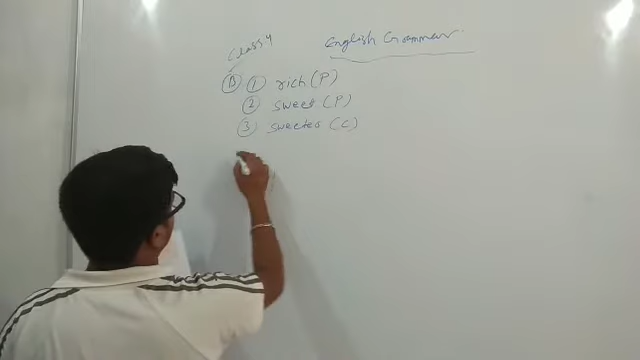 Class 4
English Grammar
B 1 rich (P)
2 sweet (P)
3 sweeter (C)